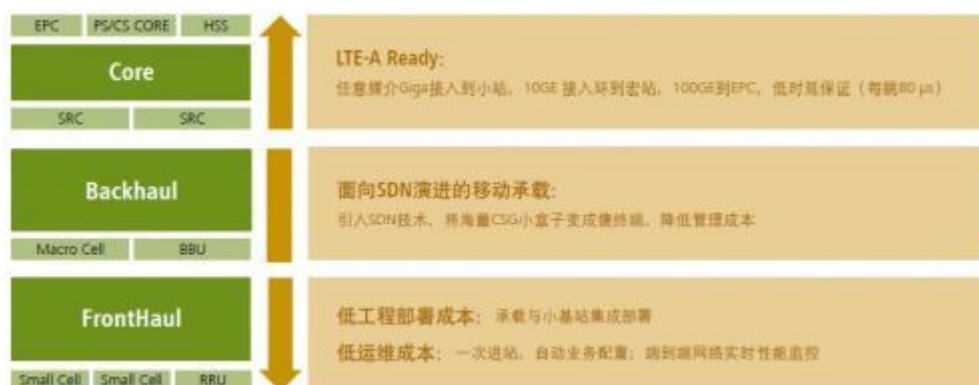 EPC PS/CS CORE HSS
Core
SRC SRC
LTE-A Ready:
任意媒介Giga接入到小站，10GE 接入环到宏站，100GE到EPC，低时延保证（每跳80 μs）
Backhaul
Macro Cell BBU
面向SDN演进的移动承载：
引入SDN技术，将海量CSG小盒子变成傻终端，降低管理成本
FrontHaul
Small Cell Small Cell RRU
低工程部署成本：承载与小基站集成部署
低运维成本：一次进站，自动业务配置；端到端网络实时性能监控